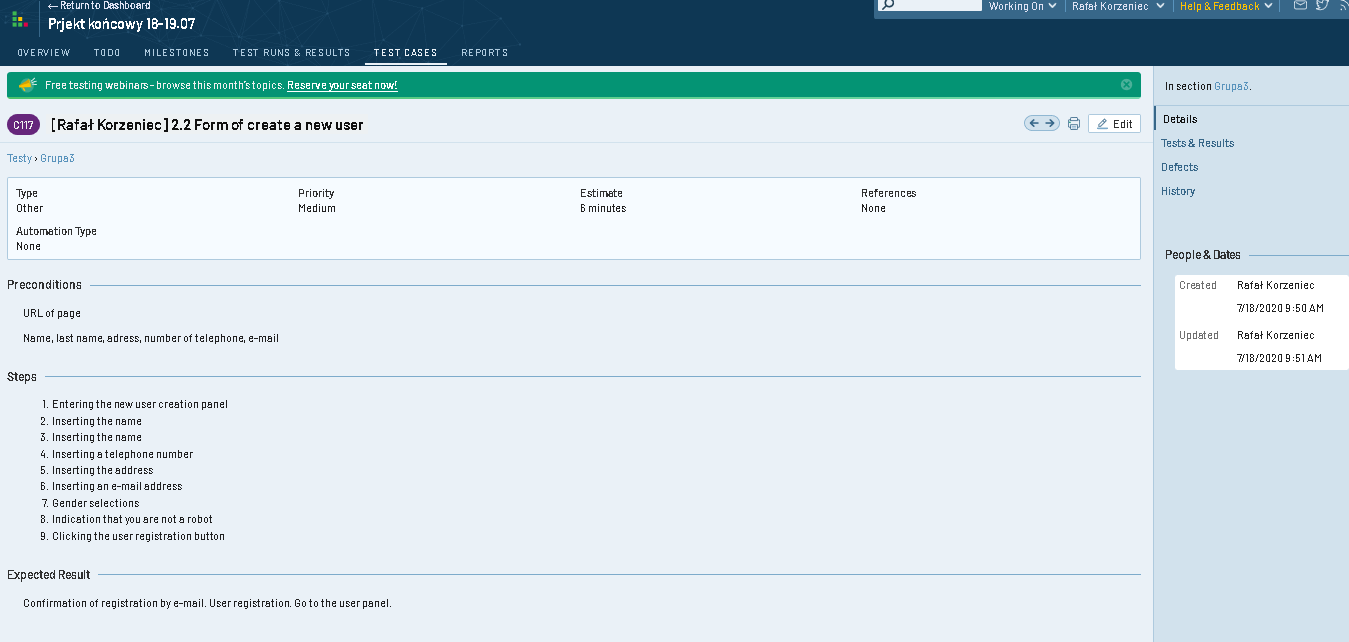 ← Return to Dashboard
Prjekt końcowy 18-19.07
Working On
Rafał Korzeniec
Help & Feedback
OVERVIEW TODO MILESTONES TEST RUNS & RESULTS TEST CASES REPORTS
Free testing webinars - browse this month's topics. Reserve your seat now!
In section Grupa3.
C117 [Rafał Korzeniec] 2.2 Form of create a new user
Edit
Details
Tests & Results
Defects
History
Testy › Grupa3
Type Priority Estimate References
Other Medium 6 minutes None
Automation Type
None
People & Dates
Created Rafał Korzeniec
7/18/2020 9:50 AM
Updated Rafał Korzeniec
7/18/2020 9:51 AM
Preconditions
URL of page
Name, last name, adress, number of telephone, e-mail
Steps
1. Entering the new user creation panel
2. Inserting the name
3. Inserting the name
4. Inserting a telephone number
5. Inserting the address
6. Inserting an e-mail address
7. Gender selections
8. Indication that you are not a robot
9. Clicking the user registration button
Expected Result
Confirmation of registration by e-mail. User registration. Go to the user panel.